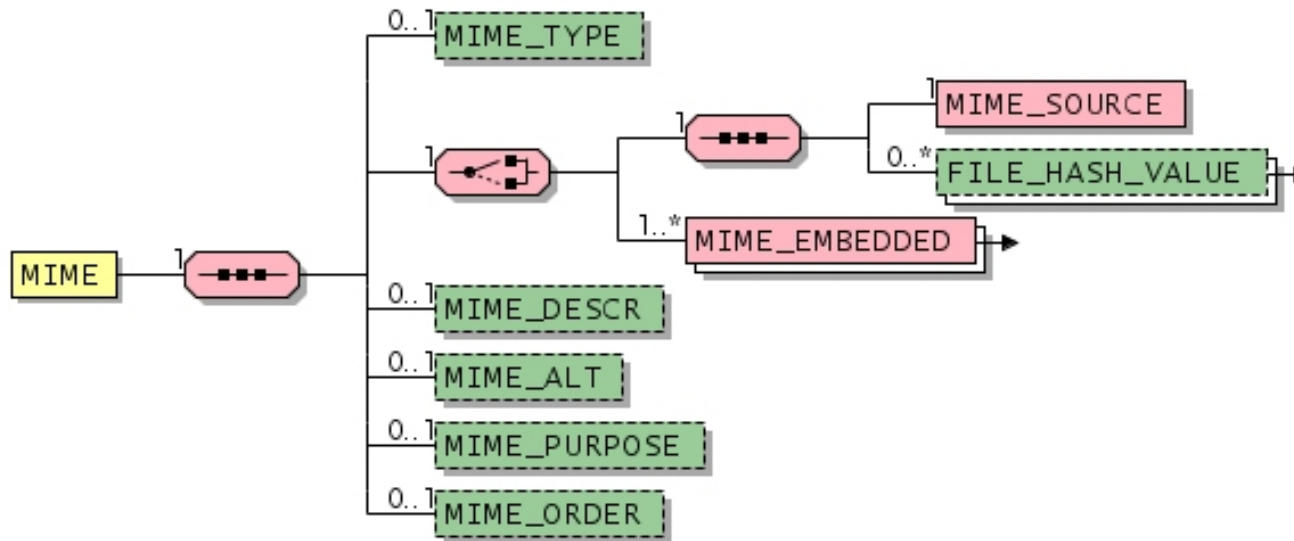 0..1
MIME_TYPE
1
MIME_SOURCE
1
1
0..*
FILE_HASH_VALUE
1..*
MIME_EMBEDDED
MIME
1
0..1
MIME_DESCR
0..1
MIME_ALT
0..1
MIME_PURPOSE
0..1
MIME_ORDER